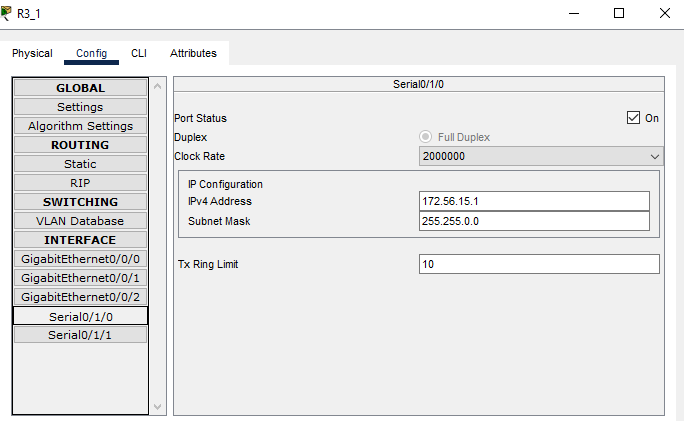 R3_1
Physical Config CLI Attributes
GLOBAL
Settings
Algorithm Settings
ROUTING
Static
RIP
SWITCHING
VLAN Database
INTERFACE
GigabitEthernet0/0/0
GigabitEthernet0/0/1
GigabitEthernet0/0/2
Serial0/1/0
Serial0/1/1
Serial0/1/0
Port Status On
Duplex Full Duplex
Clock Rate 2000000
IP Configuration
IPv4 Address 172.56.15.1
Subnet Mask 255.255.0.0
Tx Ring Limit 10